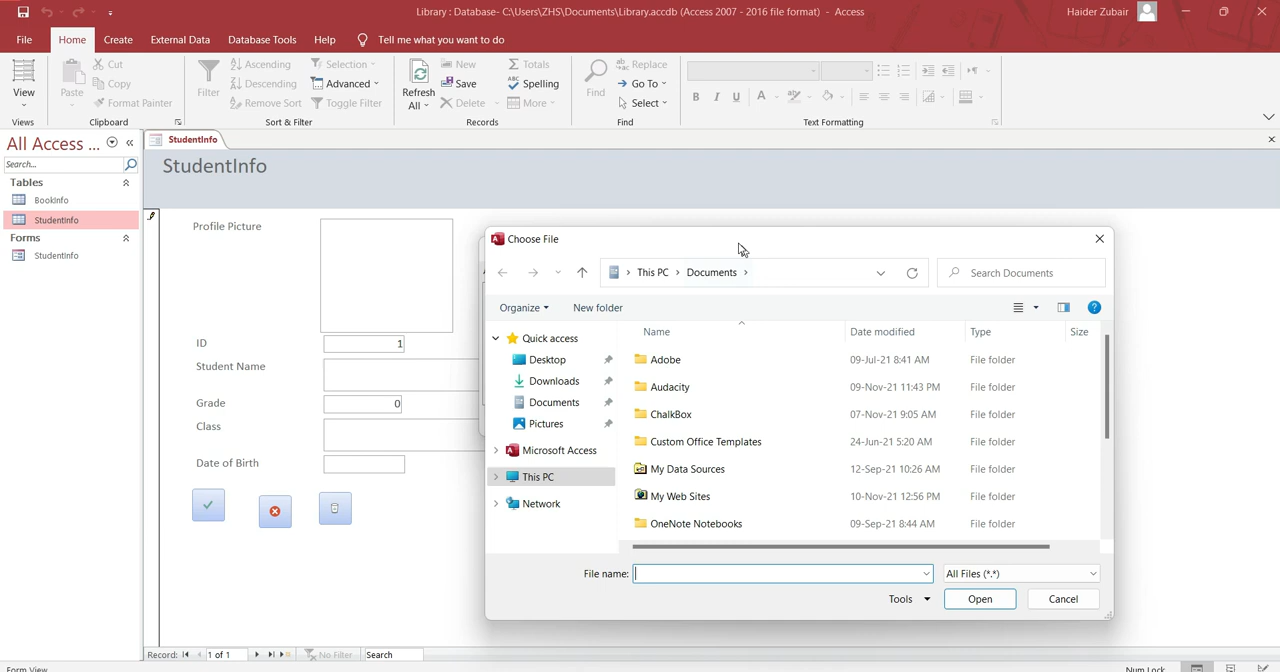 Library : Database- C:\Users\ZHS\Documents\Library.accdb (Access 2007 - 2016 file format) - Access
Haider Zubair
File Home Create External Data Database Tools Help Tell me what you want to do
View
Views
Paste
Cut
Copy
Format Painter
Clipboard
Filter
Ascending
Descending
Remove Sort
Selection
Advanced
Toggle Filter
Sort & Filter
Refresh
All
New
Save
Delete
Totals
Spelling
More
Records
Find
Replace
Go To
Select
Find
B I U A
Text Formatting
All Access ...
Search...
Tables
BookInfo
StudentInfo
Forms
StudentInfo
StudentInfo
StudentInfo
Profile Picture
ID 1
Student Name
Grade 0
Class
Date of Birth
Choose File
This PC Documents
Search Documents
Organize New folder
Quick access
Desktop
Downloads
Documents
Pictures
Microsoft Access
This PC
Network
Name Date modified Type Size
Adobe 09-Jul-21 8:41 AM File folder
Audacity 09-Nov-21 11:43 PM File folder
ChalkBox 07-Nov-21 9:05 AM File folder
Custom Office Templates 24-Jun-21 5:20 AM File folder
My Data Sources 12-Sep-21 10:26 AM File folder
My Web Sites 10-Nov-21 12:56 PM File folder
OneNote Notebooks 09-Sep-21 8:44 AM File folder
File name: All Files (*.*)
Tools Open Cancel
Record: 1 of 1 No Filter Search
Form View Num Lock